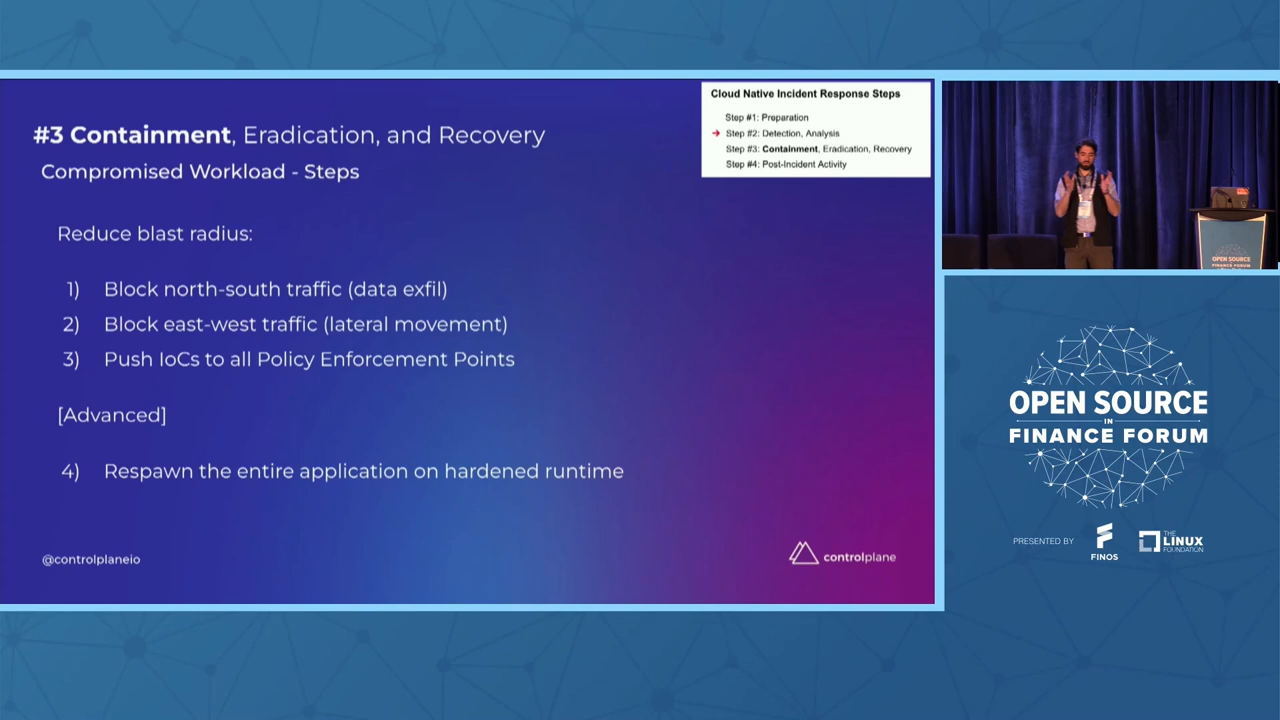 #3 Containment, Eradication, and Recovery
Compromised Workload - Steps
Reduce blast radius:
1) Block north-south traffic (data exfil)
2) Block east-west traffic (lateral movement)
3) Push IoCs to all Policy Enforcement Points
[Advanced]
4) Respawn the entire application on hardened runtime
@controlplaneio
controlplane
Cloud Native Incident Response Steps
Step #1: Preparation
➔ Step #2: Detection, Analysis
Step #3: Containment, Eradication, Recovery
Step #4: Post-Incident Activity
OPEN SOURCE
FINANCE FORUM
OPEN SOURCE
IN
FINANCE FORUM
PRESENTED BY
FINOS
THE
LINUX
FOUNDATION